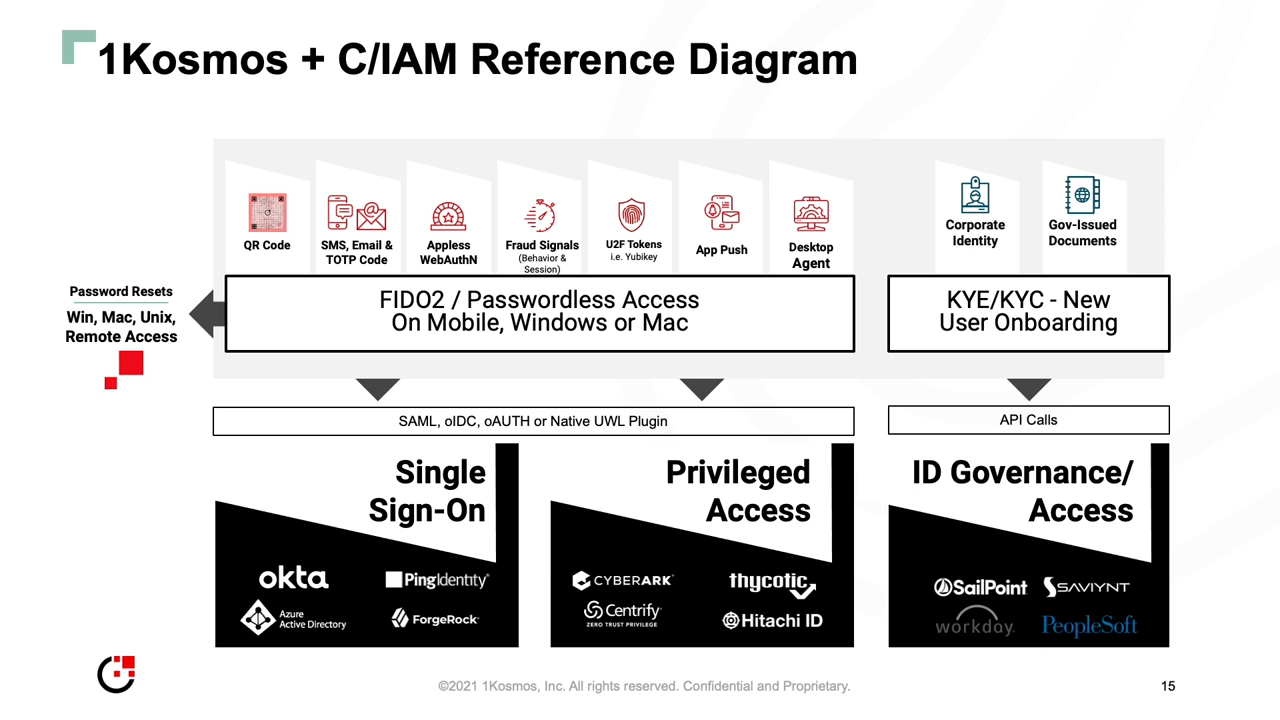 1Kosmos + C/IAM Reference Diagram
QR Code
SMS, Email &
TOTP Code
Appless
WebAuthN
Fraud Signals
(Behavior &
Session)
U2F Tokens
i.e. Yubikey
App Push
Desktop
Agent
Corporate
Identity
Gov-Issued
Documents
Password Resets
Win, Mac, Unix,
Remote Access
FIDO2 / Passwordless Access
On Mobile, Windows or Mac
KYE/KYC - New
User Onboarding
SAML, oIDC, oAUTH or Native UWL Plugin
API Calls
Single
Sign-On
okta
PingIdentity
Azure
Active Directory
ForgeRock
Privileged
Access
CYBERARK
thycotic
Centrify
ZERO TRUST PRIVILEGE
Hitachi ID
ID Governance/
Access
SailPoint
SAVIYNT
workday.
PeopleSoft
©2021 1Kosmos, Inc. All rights reserved. Confidential and Proprietary.
15